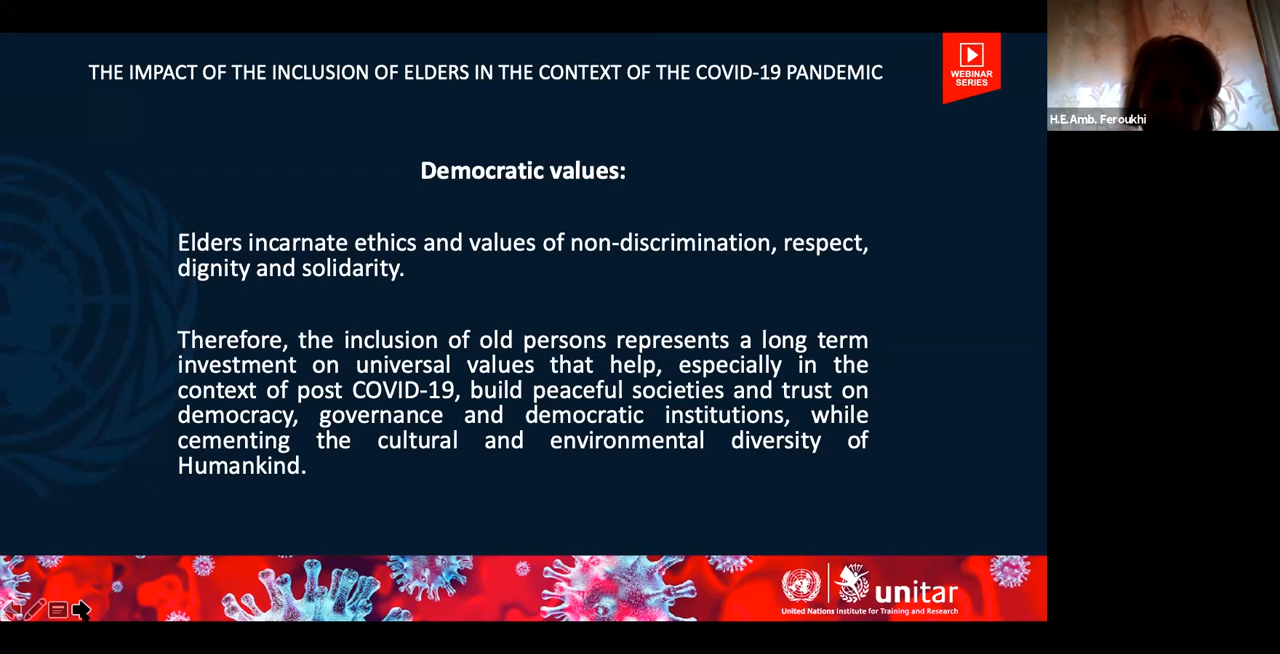 THE IMPACT OF THE INCLUSION OF ELDERS IN THE CONTEXT OF THE COVID-19 PANDEMIC
WEBINAR
SERIES
H.E.Amb. Feroukhi
Democratic values:
Elders incarnate ethics and values of non-discrimination, respect,
dignity and solidarity.
Therefore, the inclusion of old persons represents a long term
investment on universal values that help, especially in the
context of post COVID-19, build peaceful societies and trust on
democracy, governance and democratic institutions, while
cementing the cultural and environmental diversity of
Humankind.
unitar
United Nations Institute for Training and Research